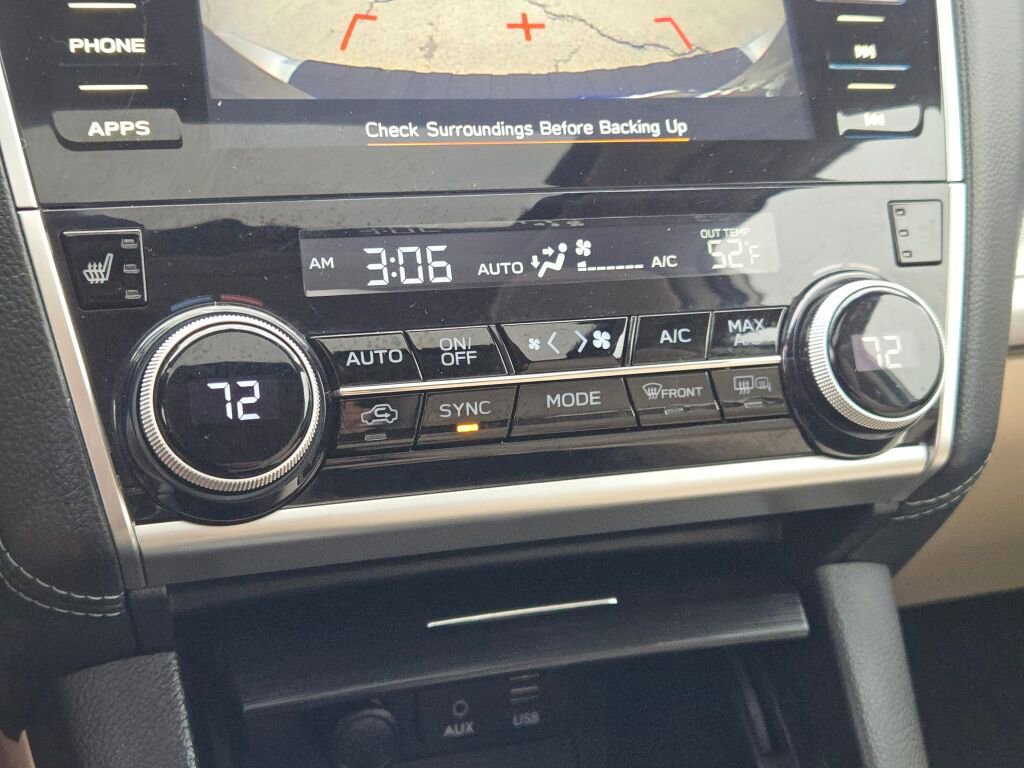 PHONE
APPS
Check Surroundings Before Backing Up
AM 3:06 AUTO A/C OUT TEMP 52°F
AUTO ON/OFF A/C MAX A/C
72 72
SYNC MODE FRONT
AUX USB